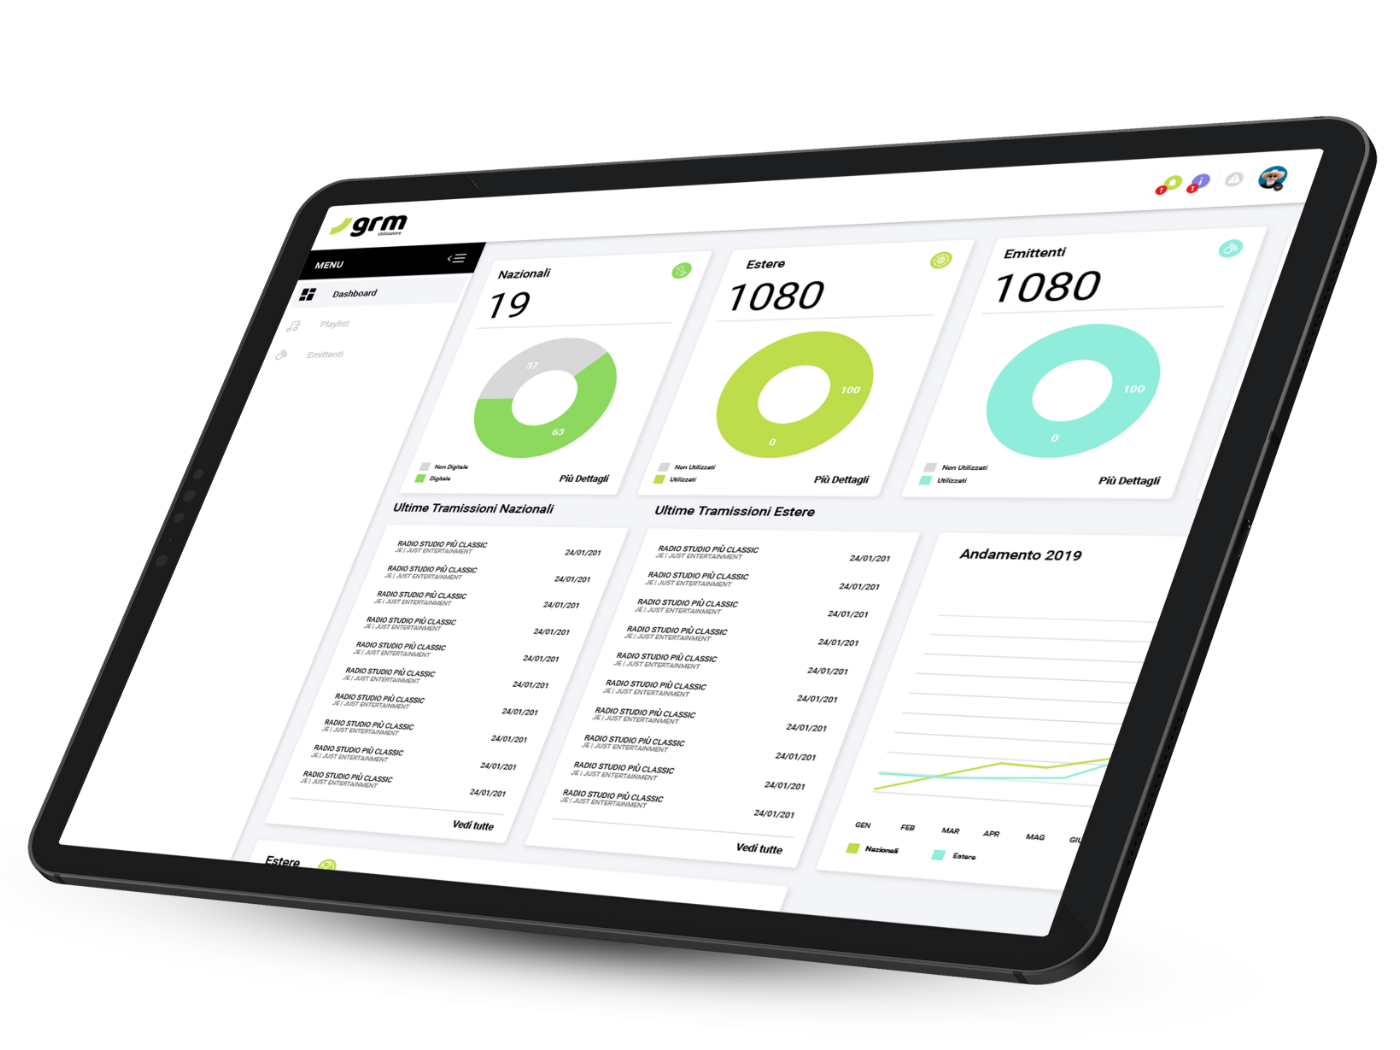 grm
Utilizzatore
1
1
MENU
Dashboard
Playlist
Emittenti
Nazionali
19
37
63
Non Digitale
Digitale
Più Dettagli
Estere
1080
100
0
Non Utilizzati
Utilizzati
Più Dettagli
Emittenti
1080
100
0
Non Utilizzati
Utilizzati
Più Dettagli
Ultime Tramissioni Nazionali
RADIO STUDIO PIÙ CLASSIC
JE | JUST ENTERTAINMENT
24/01/201
RADIO STUDIO PIÙ CLASSIC
JE | JUST ENTERTAINMENT
24/01/201
RADIO STUDIO PIÙ CLASSIC
JE | JUST ENTERTAINMENT
24/01/201
RADIO STUDIO PIÙ CLASSIC
JE | JUST ENTERTAINMENT
24/01/201
RADIO STUDIO PIÙ CLASSIC
JE | JUST ENTERTAINMENT
24/01/201
RADIO STUDIO PIÙ CLASSIC
JE | JUST ENTERTAINMENT
24/01/201
RADIO STUDIO PIÙ CLASSIC
JE | JUST ENTERTAINMENT
24/01/201
RADIO STUDIO PIÙ CLASSIC
JE | JUST ENTERTAINMENT
24/01/201
RADIO STUDIO PIÙ CLASSIC
JE | JUST ENTERTAINMENT
24/01/201
RADIO STUDIO PIÙ CLASSIC
JE | JUST ENTERTAINMENT
24/01/201
Vedi tutte
Ultime Tramissioni Estere
RADIO STUDIO PIÙ CLASSIC
JE | JUST ENTERTAINMENT
24/01/201
RADIO STUDIO PIÙ CLASSIC
JE | JUST ENTERTAINMENT
24/01/201
RADIO STUDIO PIÙ CLASSIC
JE | JUST ENTERTAINMENT
24/01/201
RADIO STUDIO PIÙ CLASSIC
JE | JUST ENTERTAINMENT
24/01/201
RADIO STUDIO PIÙ CLASSIC
JE | JUST ENTERTAINMENT
24/01/201
RADIO STUDIO PIÙ CLASSIC
JE | JUST ENTERTAINMENT
24/01/201
RADIO STUDIO PIÙ CLASSIC
JE | JUST ENTERTAINMENT
24/01/201
RADIO STUDIO PIÙ CLASSIC
JE | JUST ENTERTAINMENT
24/01/201
RADIO STUDIO PIÙ CLASSIC
JE | JUST ENTERTAINMENT
24/01/201
RADIO STUDIO PIÙ CLASSIC
JE | JUST ENTERTAINMENT
24/01/201
Vedi tutte
Andamento 2019
GEN FEB MAR APR MAG GIU
Nazionali Estere
Estere